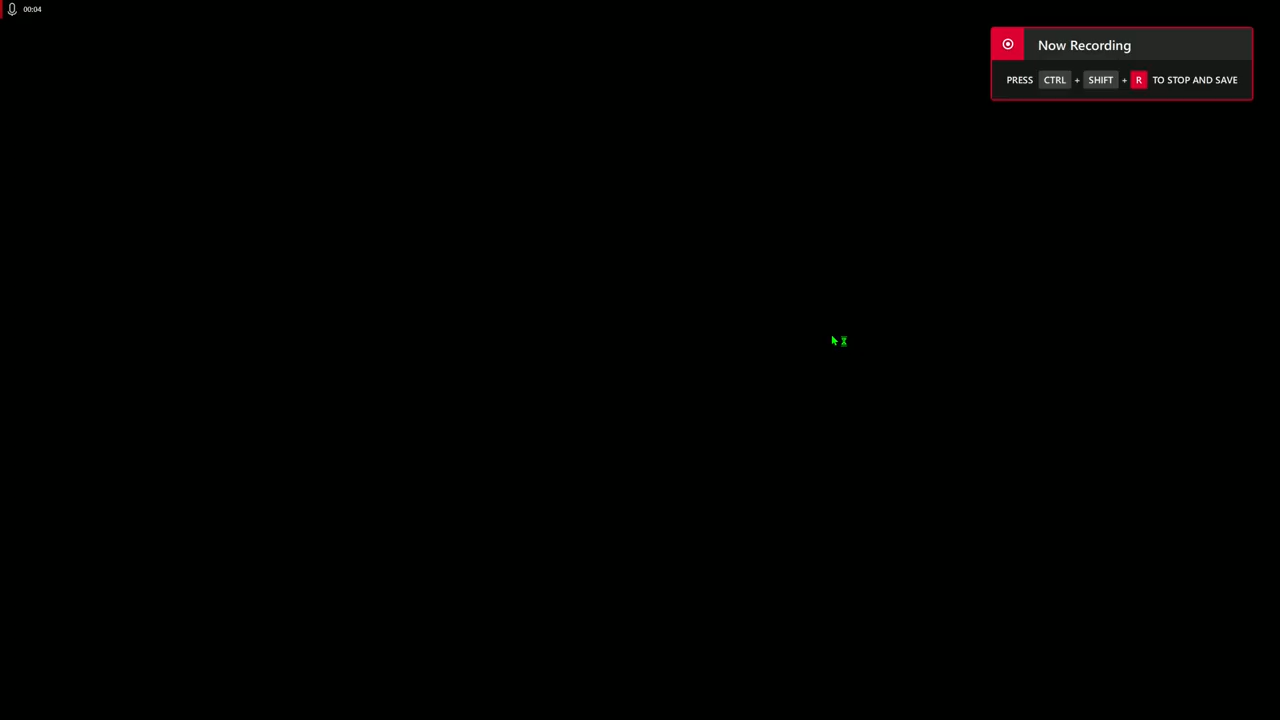 00:04
Now Recording
PRESS CTRL + SHIFT + R TO STOP AND SAVE